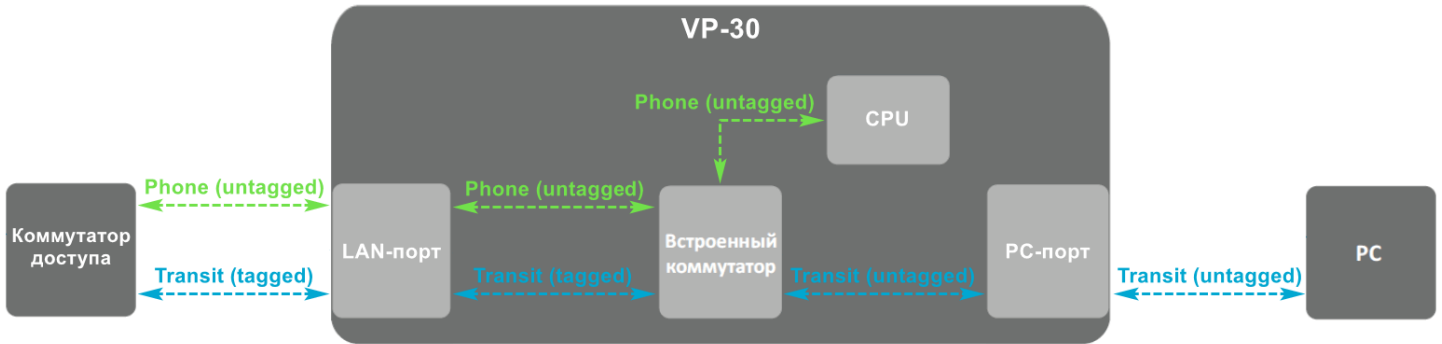 VP-30
Phone (untagged)
CPU
Phone (untagged)
Phone (untagged)
Коммутатор
доступа
LAN-порт
Встроенный
коммутатор
PC-порт
PC
Transit (tagged)
Transit (tagged)
Transit (untagged)
Transit (untagged)